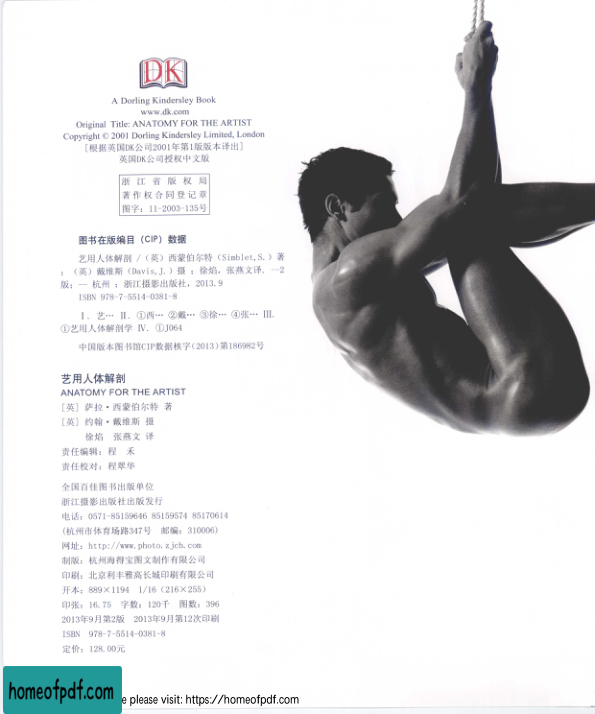 DK
A Dorling Kindersley Book
www.dk.com
Original Title: ANATOMY FOR THE ARTIST
Copyright © 2001 Dorling Kindersley Limited, London
[根据英国DK公司2001年第1版版本译出]
英国DK公司授权中文版
浙江省版权局
著作权合同登记章
图字：11-2003-135号
图书在版编目（CIP）数据
艺用人体解剖 /（英）西蒙伯尔特（Simblet,S.）著
；（英）戴维斯（Davis,J.）摄 ；徐焰，张燕文译. —2
版： — 杭州 ：浙江摄影出版社，2013.9
ISBN 978-7-5514-0381-8
Ⅰ. 艺… Ⅱ. ①西… ②戴… ③徐… ④张… Ⅲ.
①艺用人体解剖学 Ⅳ. ①J064
中国版本图书馆CIP数据核字(2013)第186982号
艺用人体解剖
ANATOMY FOR THE ARTIST
[英] 萨拉·西蒙伯尔特 著
[英] 约翰·戴维斯 摄
徐焰 张燕文 译
责任编辑：程 禾
责任校对：程翠华
全国百佳图书出版单位
浙江摄影出版社出版发行
电话：0571-85159646 85159574 85170614
(杭州市体育场路347号 邮编：310006)
网址：http://www.photo.zjcb.com
制版：杭州海得宝图文制作有限公司
印刷：北京利丰雅高长城印刷有限公司
开本：889×1194 1/16 (216×255)
印张：16.75 字数：120千 图数：396
2013年9月第2版 2013年9月第12次印刷
ISBN 978-7-5514-0381-8
定价：128.00元
homeofpdf.com
e please visit: https://homeofpdf.com